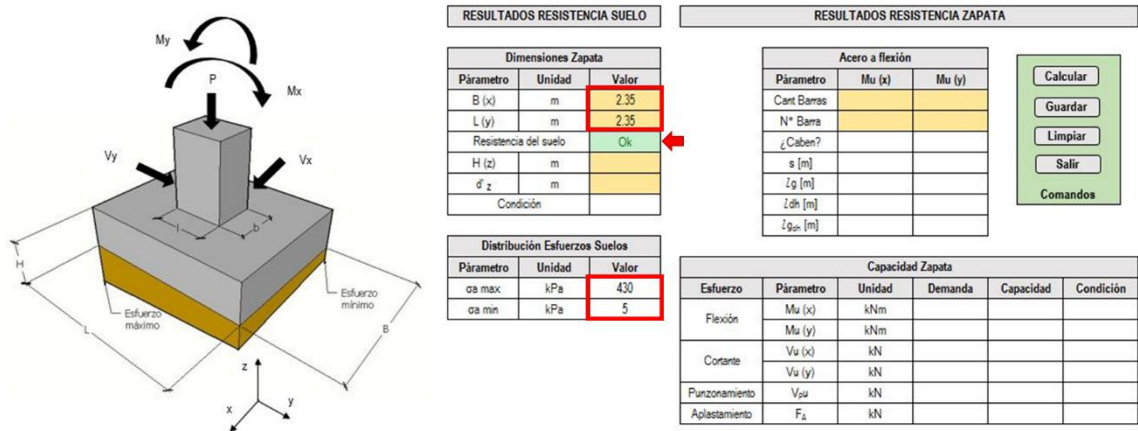 My
P
Mx
Vy
Vx
l
b
H
L
B
Esfuerzo
máximo
Esfuerzo
mínimo
z
x
y
RESULTADOS RESISTENCIA SUELO
Dimensiones Zapata
Pàrametro Unidad Valor
B (x) m 2.35
L (y) m 2.35
Resistencia del suelo Ok
H (z) m
d' z m
Condición
Distribución Esfuerzos Suelos
Pàrametro Unidad Valor
σa max kPa 430
σa min kPa 5
RESULTADOS RESISTENCIA ZAPATA
Acero a flexión
Pàrametro Mu (x) Mu (y)
Cant Barras
N° Barra
¿Caben?
s [m]
Lg [m]
Ldh [m]
Lgdh [m]
Calcular
Guardar
Limpiar
Salir
Comandos
Capacidad Zapata
Esfuerzo Pàrametro Unidad Demanda Capacidad Condición
Flexión
Mu (x) kNm
Mu (y) kNm
Cortante
Vu (x) kN
Vu (y) kN
Punzonamiento Vpu kN
Aplastamiento FA kN